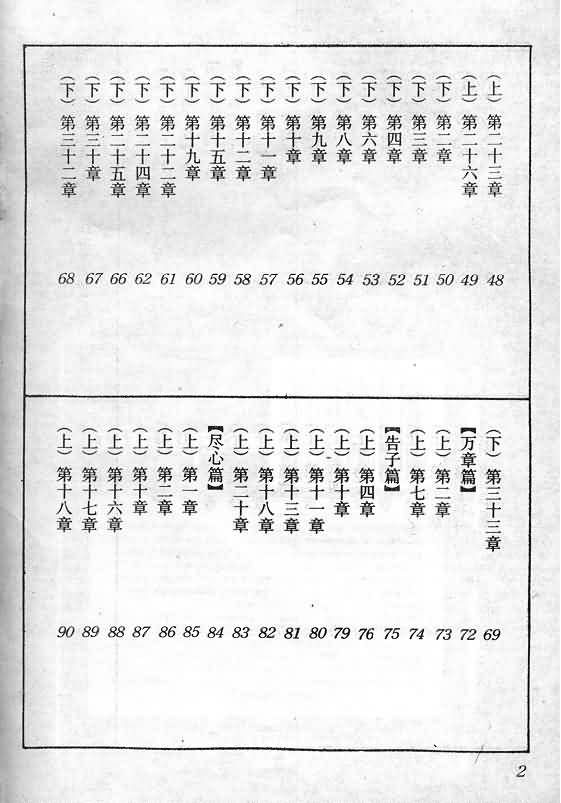 （上）第二十三章 48
（上）第二十六章 49
（下）第二章 50
（下）第三章 51
（下）第四章 52
（下）第六章 53
（下）第八章 54
（下）第九章 55
（下）第十章 56
（下）第十一章 57
（下）第十二章 58
（下）第十五章 59
（下）第十九章 60
（下）第二十二章 61
（下）第二十四章 62
（下）第二十五章 66
（下）第三十章 67
（下）第三十二章 68
（下）第三十三章 69
【万章篇】 72
（上）第二章 73
（上）第七章 74
【告子篇】 75
（上）第四章 76
（上）第十章 79
（上）第十一章 80
（上）第十三章 81
（上）第十八章 82
（上）第二十章 83
【尽心篇】 84
（上）第一章 85
（上）第二章 86
（上）第十章 87
（上）第十六章 88
（上）第十七章 89
（上）第十八章 90
2